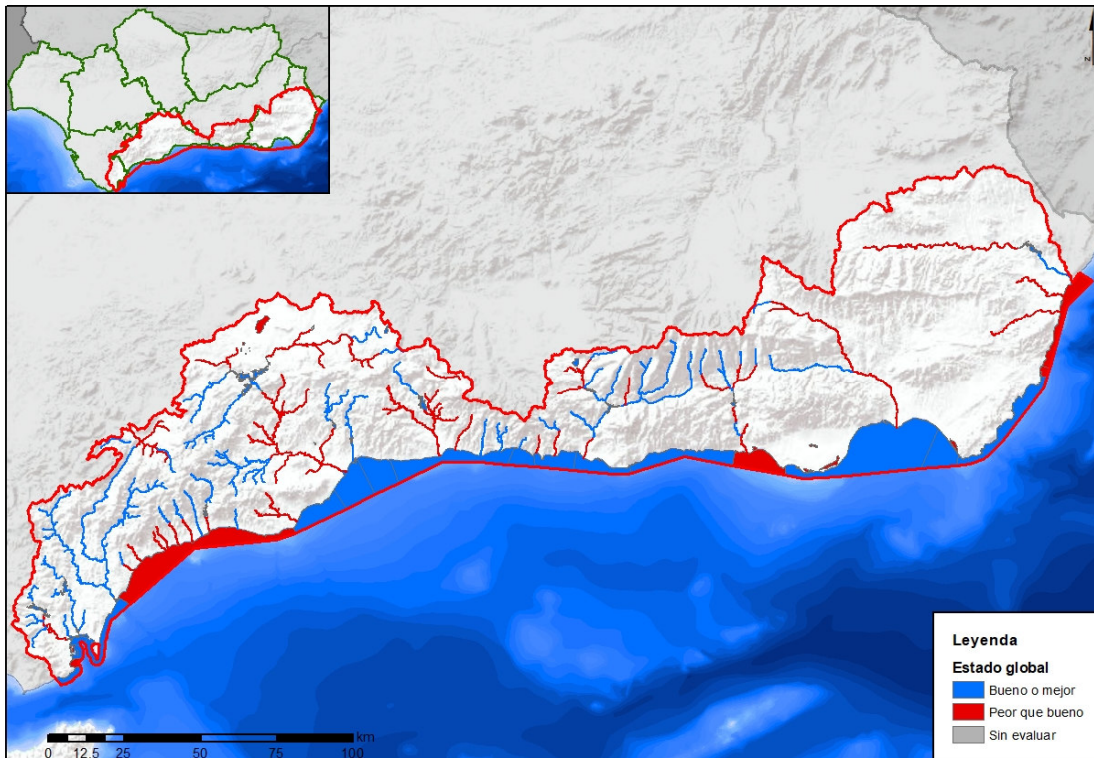 N
Leyenda
Estado global
Bueno o mejor
Peor que bueno
Sin evaluar
km
0 12.5 25 50 75 100